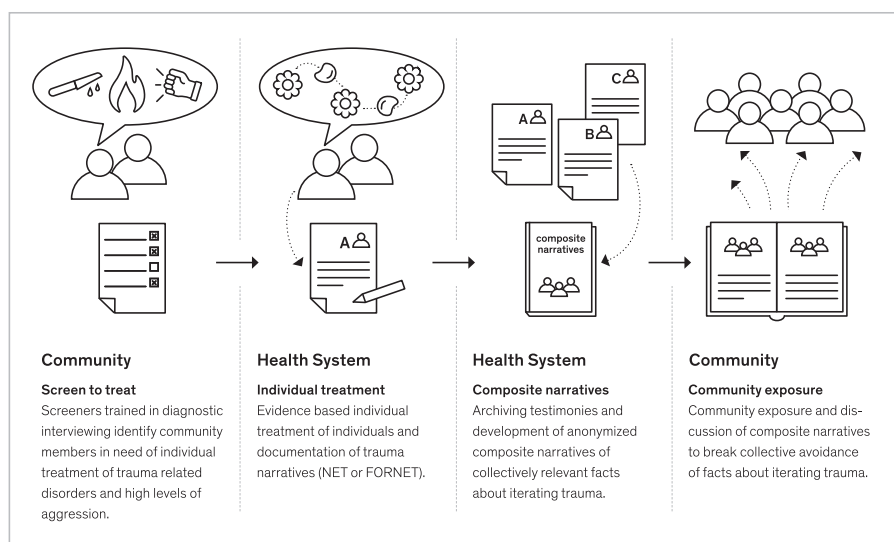 C
A
B
A
composite
narratives
Community
Screen to treat
Screeners trained in diagnostic
interviewing identify community
members in need of individual
treatment of trauma related
disorders and high levels of
aggression.
Health System
Individual treatment
Evidence based individual
treatment of individuals and
documentation of trauma
narratives (NET or FORNET).
Health System
Composite narratives
Archiving testimonies and
development of anonymized
composite narratives of
collectively relevant facts
about iterating trauma.
Community
Community exposure
Community exposure and dis-
cussion of composite narratives
to break collective avoidance
of facts about iterating trauma.